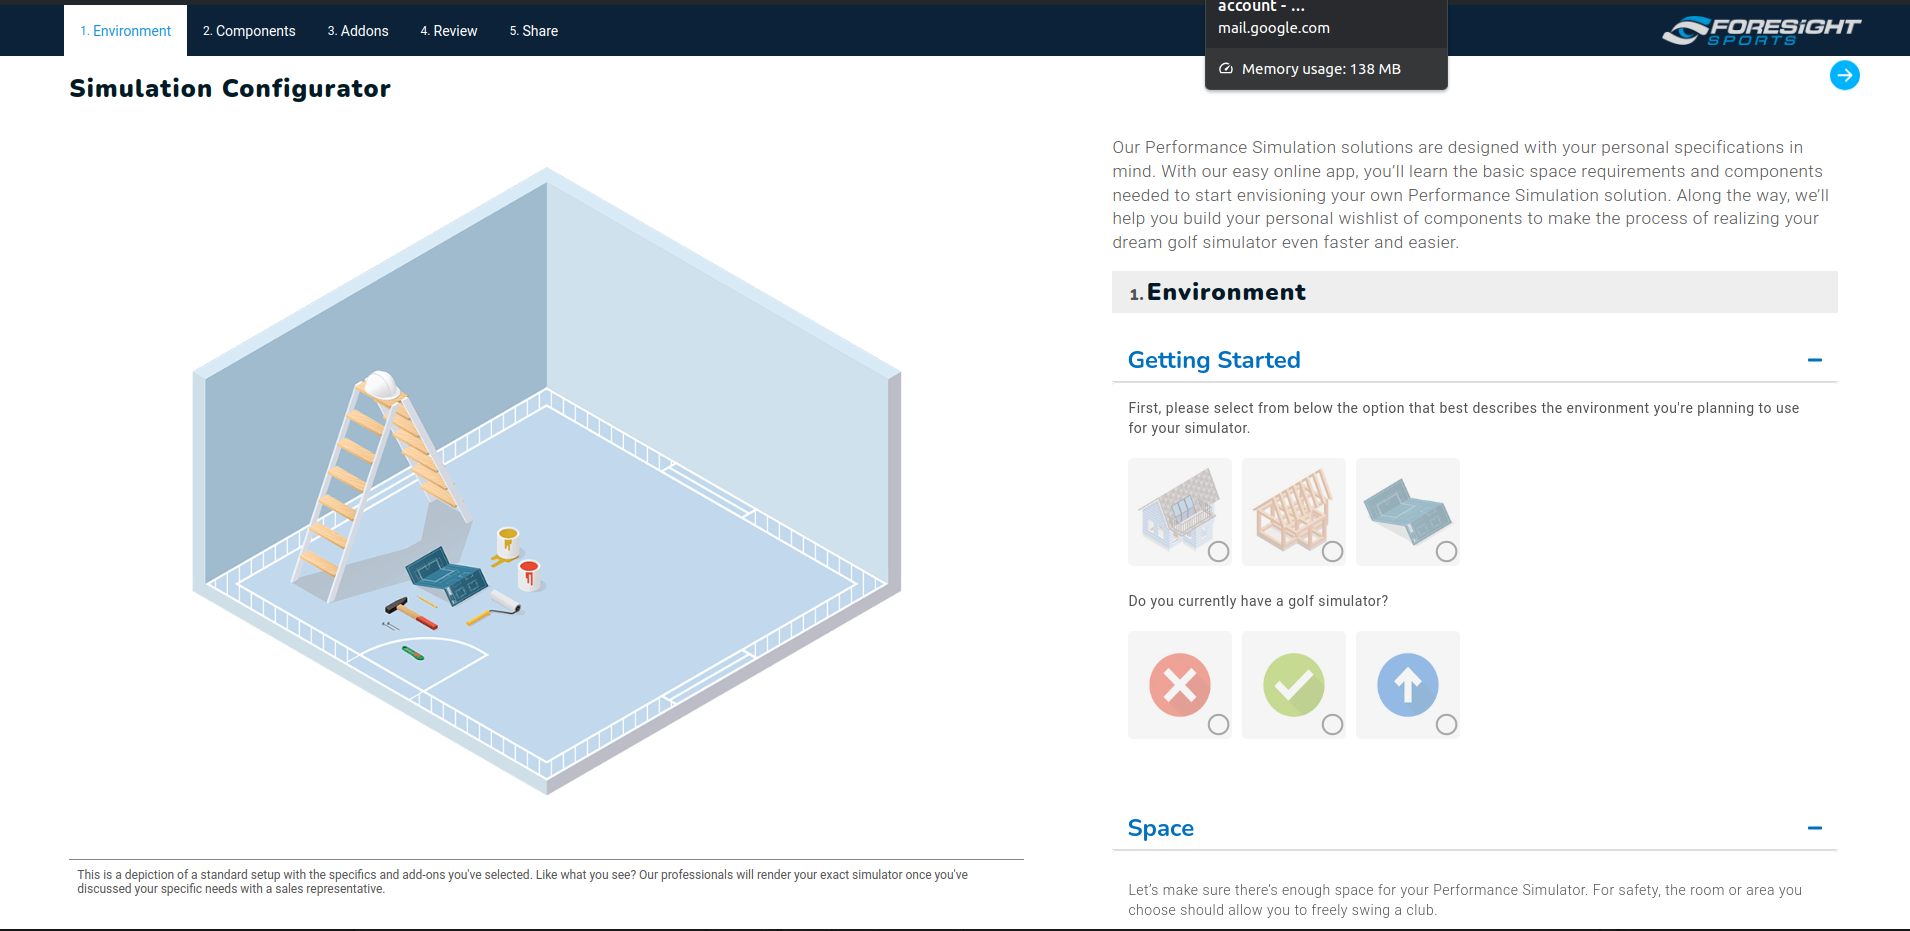 1. Environment
2. Components
3. Addons
4. Review
5. Share
account - ...
mail.google.com
Memory usage: 138 MB
FORESiGHT
SPORTS
Simulation Configurator
Our Performance Simulation solutions are designed with your personal specifications in
mind. With our easy online app, you'll learn the basic space requirements and components
needed to start envisioning your own Performance Simulation solution. Along the way, we'll
help you build your personal wishlist of components to make the process of realizing your
dream golf simulator even faster and easier.
1. Environment
Getting Started
First, please select from below the option that best describes the environment you're planning to use
for your simulator.
Do you currently have a golf simulator?
Space
Let's make sure there's enough space for your Performance Simulator. For safety, the room or area you
choose should allow you to freely swing a club.
This is a depiction of a standard setup with the specifics and add-ons you've selected. Like what you see? Our professionals will render your exact simulator once you've
discussed your specific needs with a sales representative.